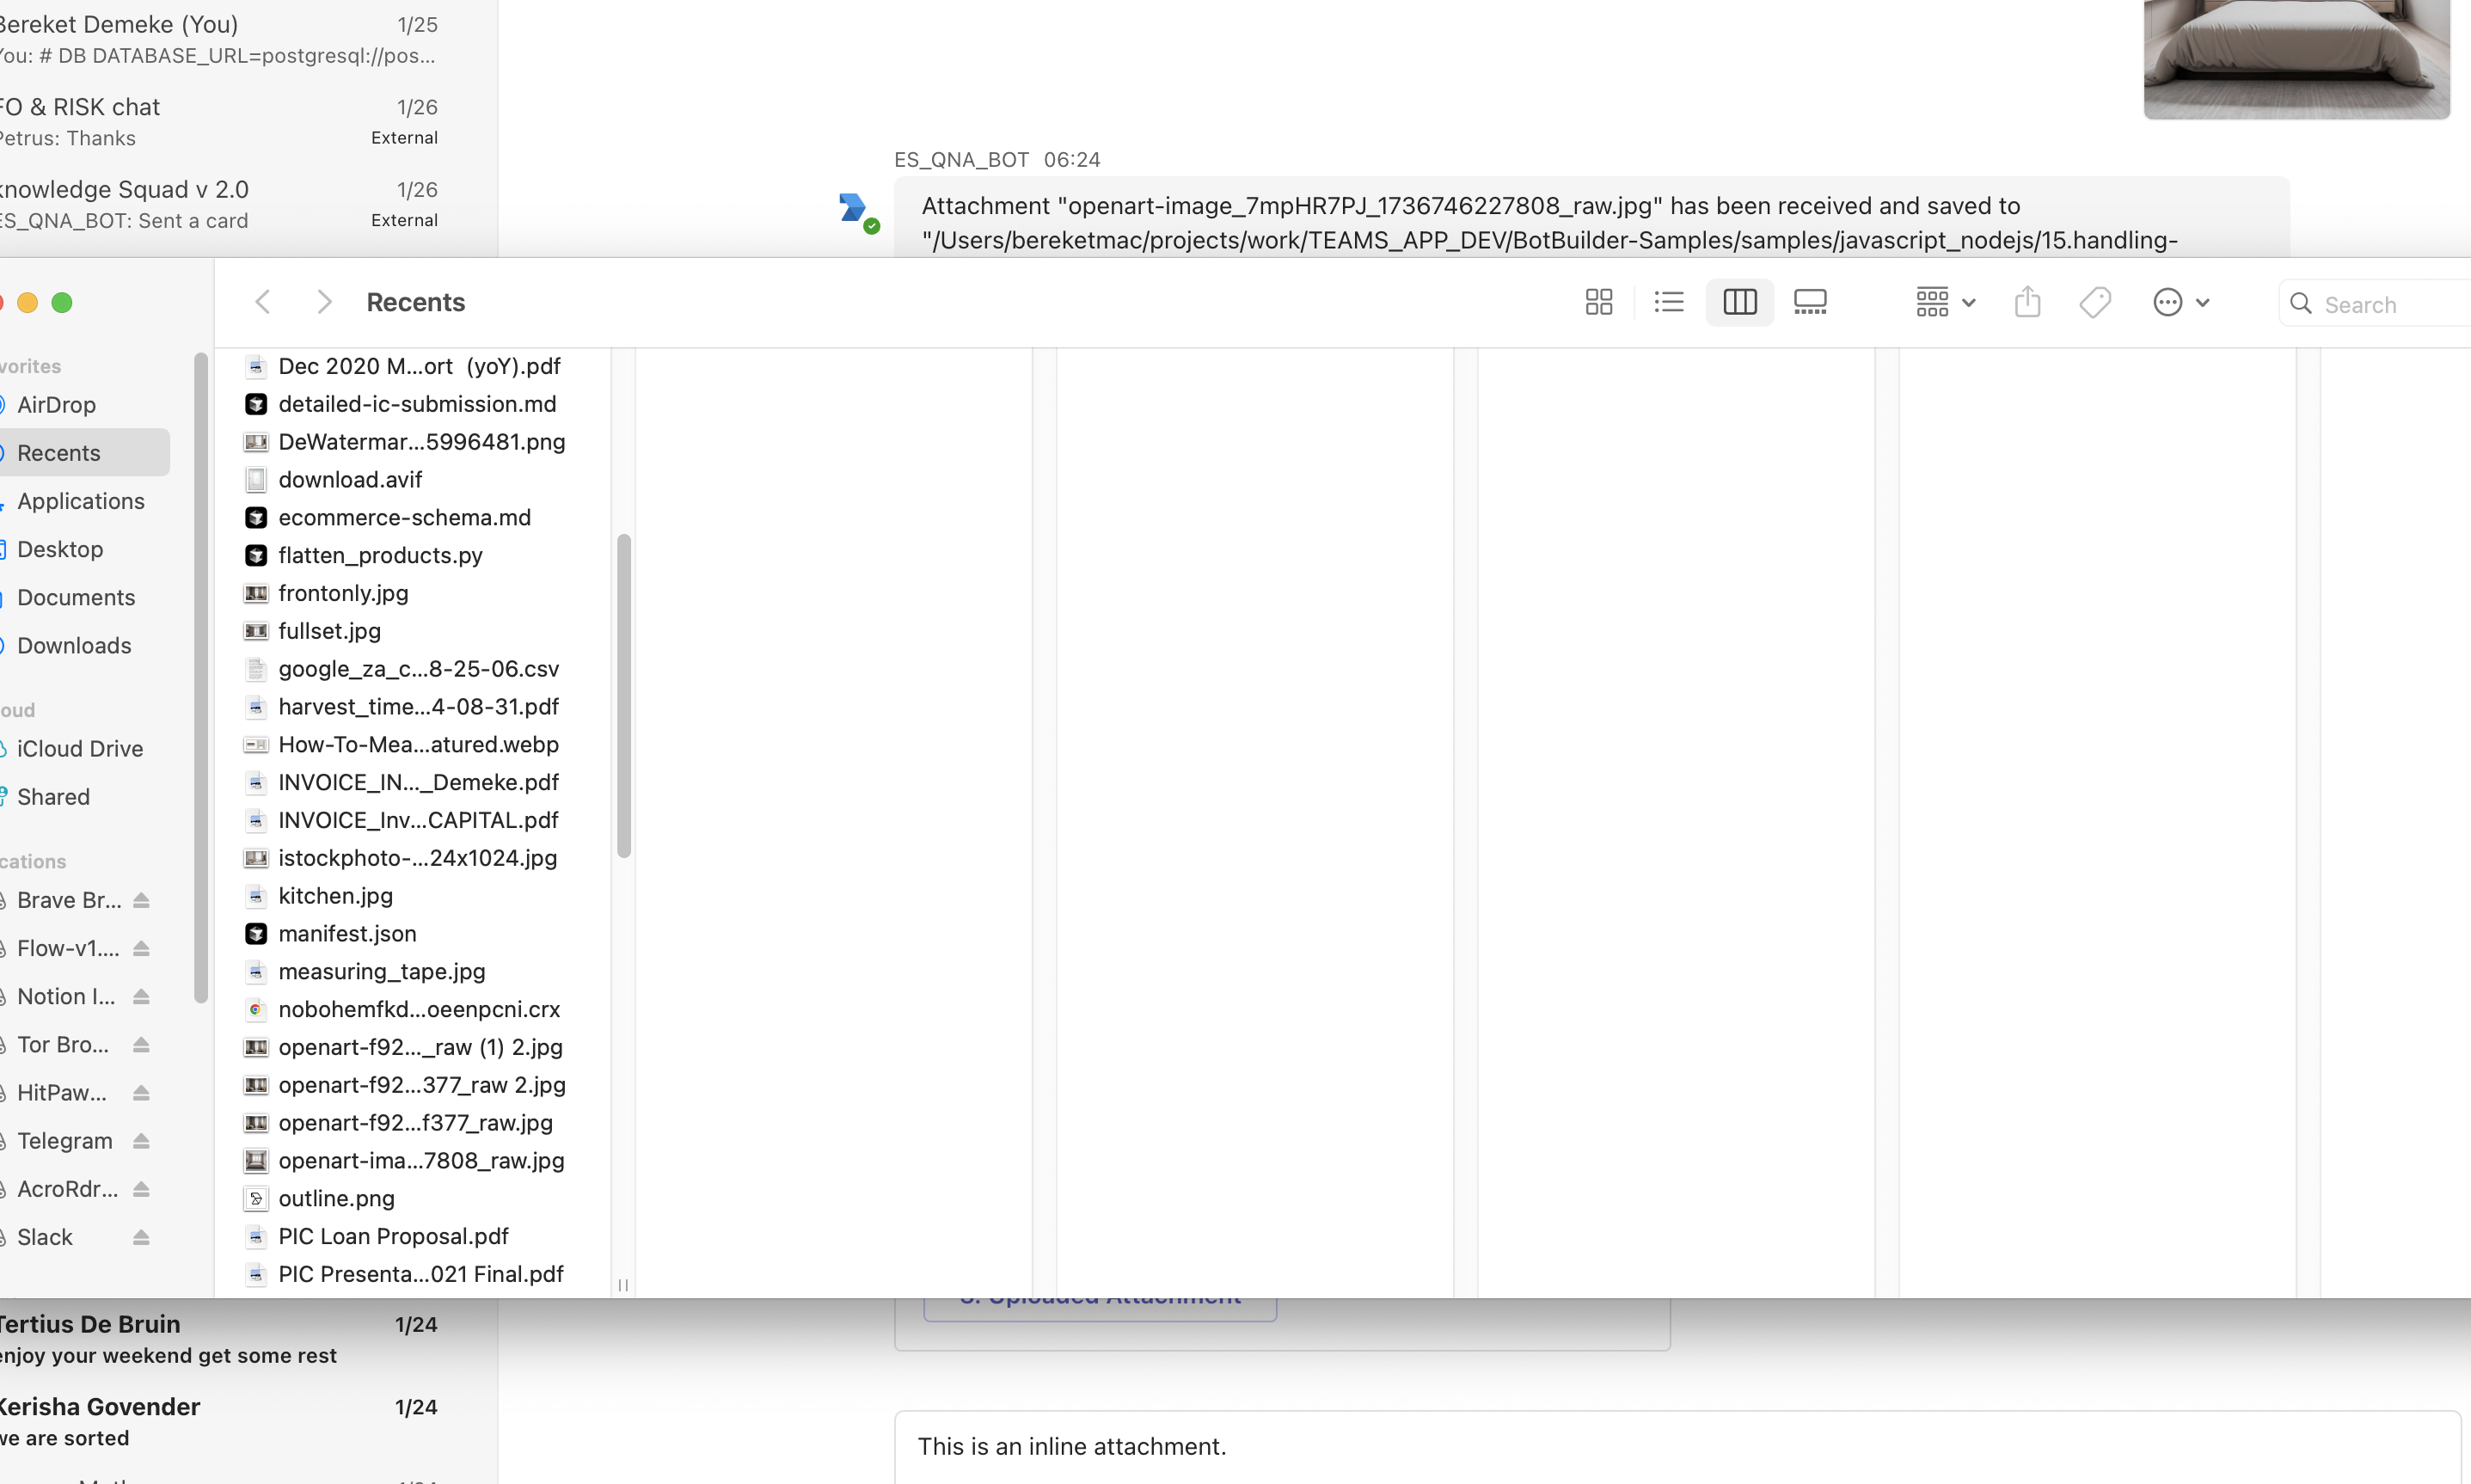 Bereket Demeke (You) 1/25
You: # DB DATABASE_URL=postgresql://pos...
FO & RISK chat 1/26
Petrus: Thanks External
knowledge Squad v 2.0 1/26
ES_QNA_BOT: Sent a card External
ES_QNA_BOT 06:24
Attachment "openart-image_7mpHR7PJ_1736746227808_raw.jpg" has been received and saved to
"/Users/bereketmac/projects/work/TEAMS_APP_DEV/BotBuilder-Samples/samples/javascript_nodejs/15.handling-
Recents
Search
vorites
AirDrop
Recents
Applications
Desktop
Documents
Downloads
oud
iCloud Drive
Shared
cations
Brave Br...
Flow-v1....
Notion I...
Tor Bro...
HitPaw...
Telegram
AcroRdr...
Slack
Dec 2020 M...ort (yoY).pdf
detailed-ic-submission.md
DeWatermar...5996481.png
download.avif
ecommerce-schema.md
flatten_products.py
frontonly.jpg
fullset.jpg
google_za_c...8-25-06.csv
harvest_time...4-08-31.pdf
How-To-Mea...atured.webp
INVOICE_IN..._Demeke.pdf
INVOICE_Inv...CAPITAL.pdf
istockphoto-...24x1024.jpg
kitchen.jpg
manifest.json
measuring_tape.jpg
nobohemfkd...oeenpcni.crx
openart-f92..._raw (1) 2.jpg
openart-f92...377_raw 2.jpg
openart-f92...f377_raw.jpg
openart-ima...7808_raw.jpg
outline.png
PIC Loan Proposal.pdf
PIC Presenta...021 Final.pdf
3. Uploaded Attachment
Tertius De Bruin 1/24
enjoy your weekend get some rest
Kerisha Govender 1/24
we are sorted
This is an inline attachment.